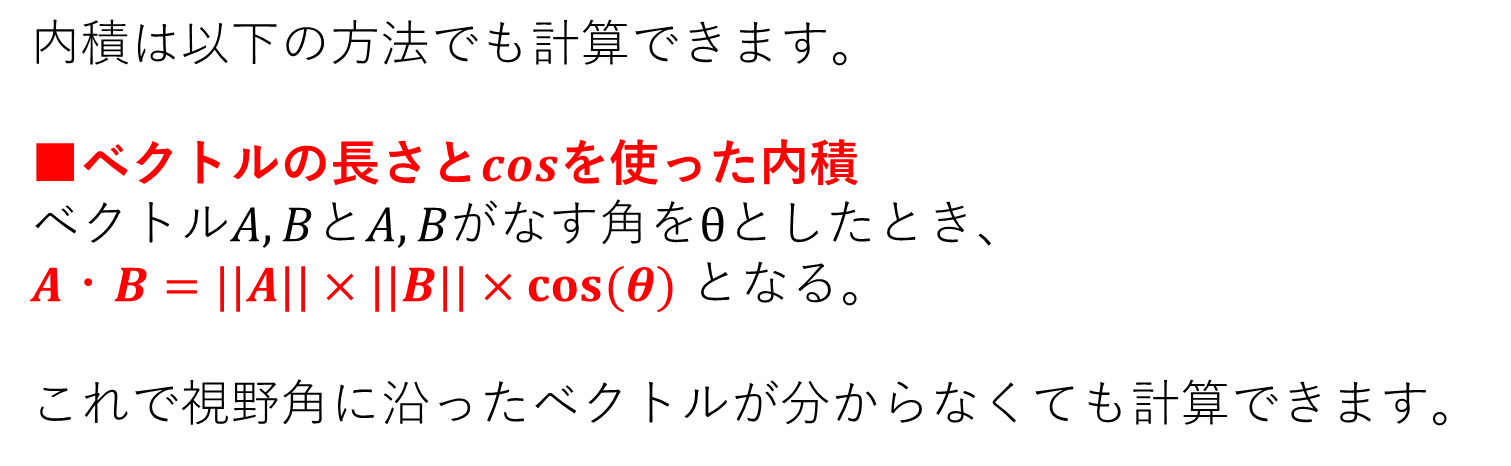 内積は以下の方法でも計算できます。
■ベクトルの長さとcosを使った内積
ベクトルA,BとA,Bがなす角をθとしたとき、
A・B = ||A|| × ||B|| × cos(θ) となる。
これで視野角に沿ったベクトルが分からなくても計算できます。